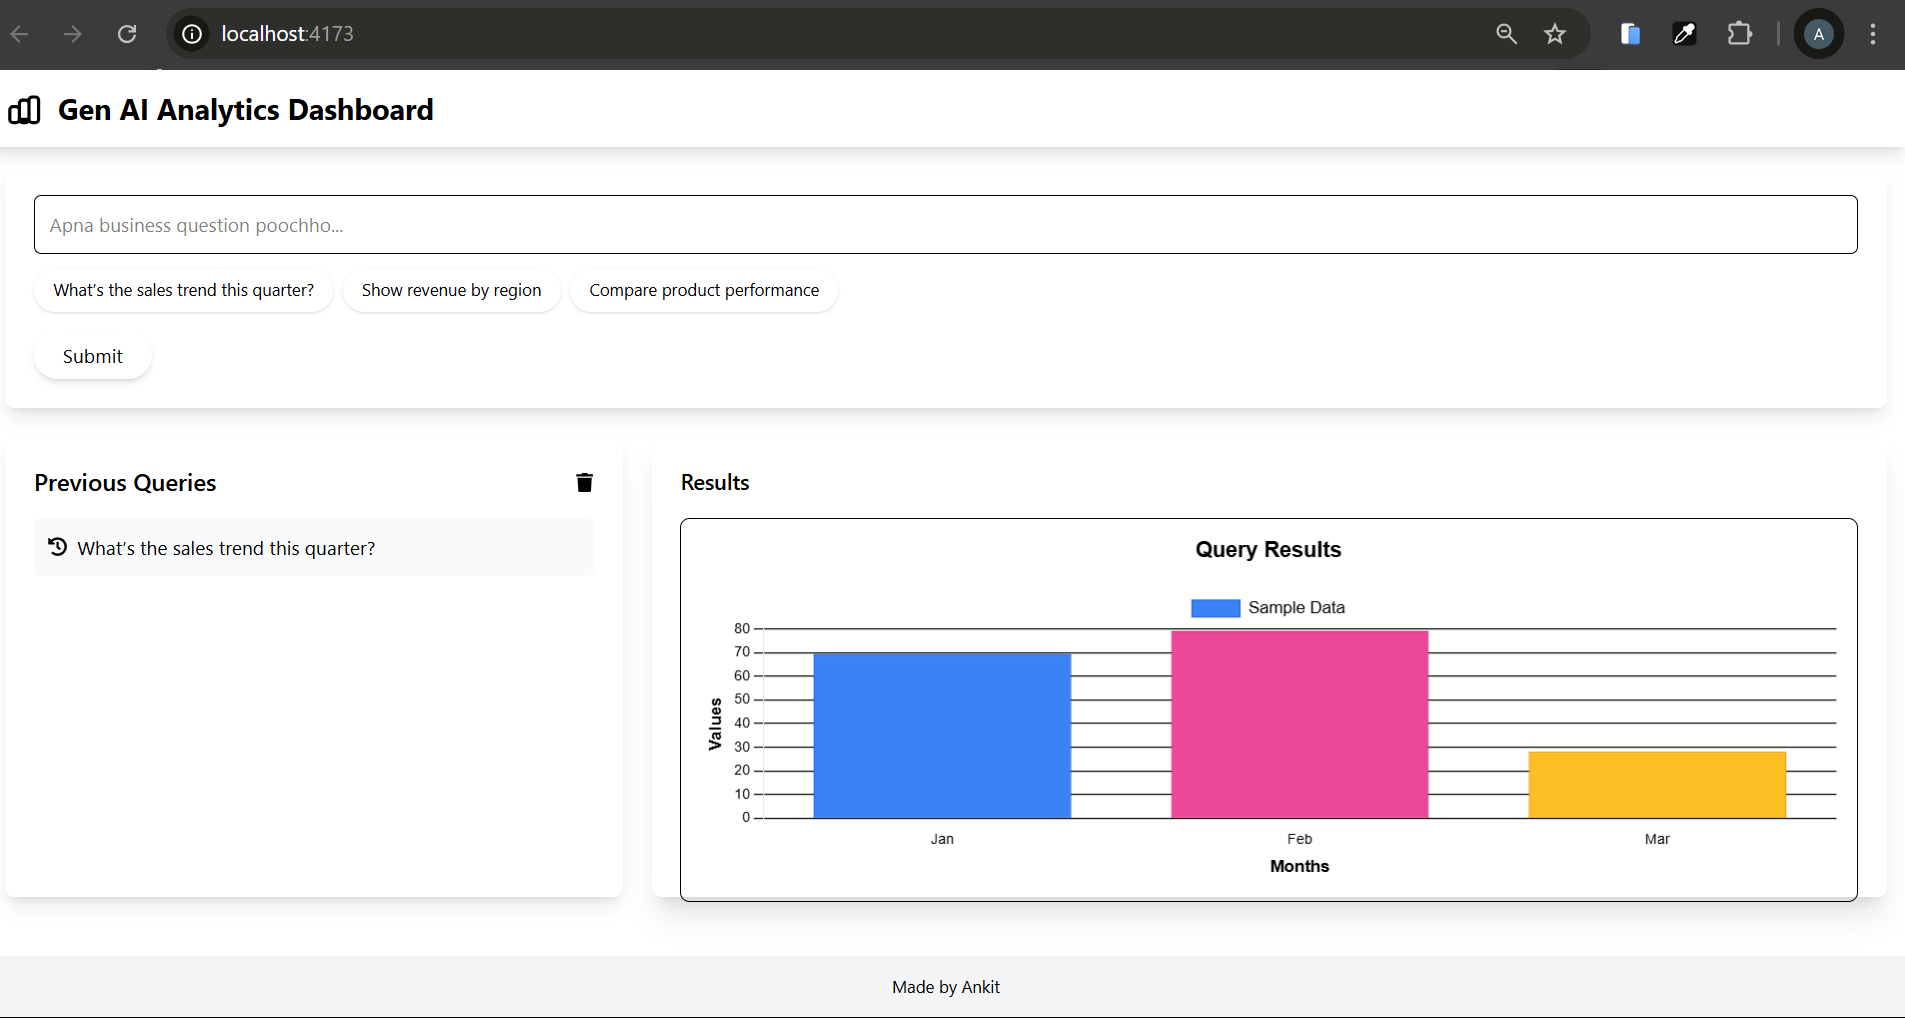 localhost:4173
A
Gen AI Analytics Dashboard
Apna business question poochho...
What's the sales trend this quarter? Show revenue by region Compare product performance
Submit
Previous Queries
What's the sales trend this quarter?
Results
Query Results
Sample Data
80
70
60
50
40
30
20
10
0
Values
Jan Feb Mar
Months
Made by Ankit